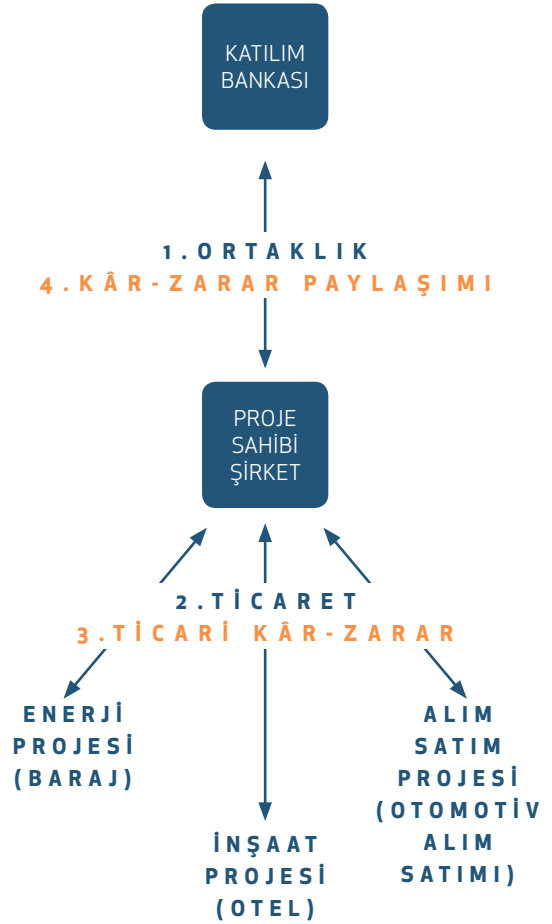 KATILIM
BANKASI
1.ORTAKLIK
4.KÂR-ZARAR PAYLAŞIMI
PROJE
SAHİBİ
ŞİRKET
2.TİCARET
3.TİCARİ KÂR-ZARAR
ENERJİ
PROJESİ
(BARAJ)
İNŞAAT
PROJESİ
(OTEL)
ALIM
SATIM
PROJESİ
(OTOMOTİV
ALIM
SATIMI)